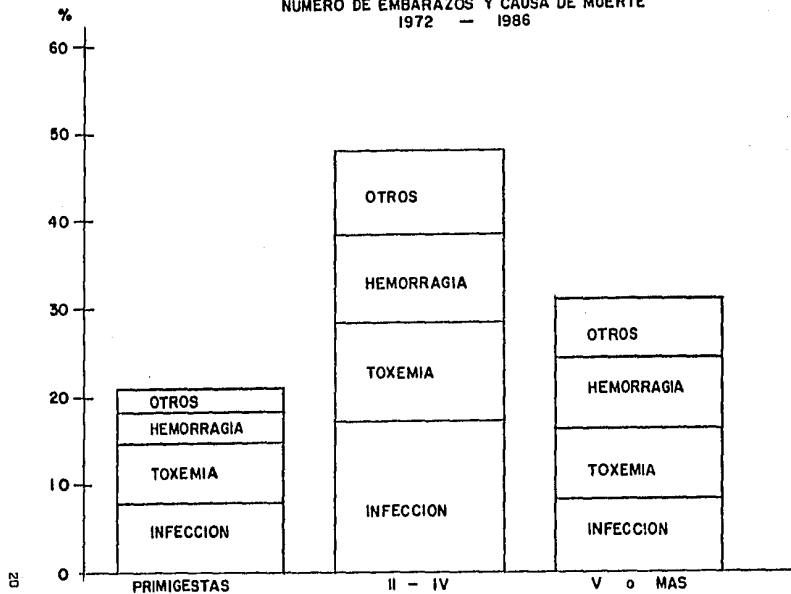 NUMERO DE EMBARAZOS Y CAUSA DE MUERTE
1972 — 1986
%
60
50
40
30
20
10
0
OTROS
HEMORRAGIA
TOXEMIA
INFECCION
OTROS
HEMORRAGIA
TOXEMIA
INFECCION
OTROS
HEMORRAGIA
TOXEMIA
INFECCION
PRIMIGESTAS
II - IV
V o MAS
20